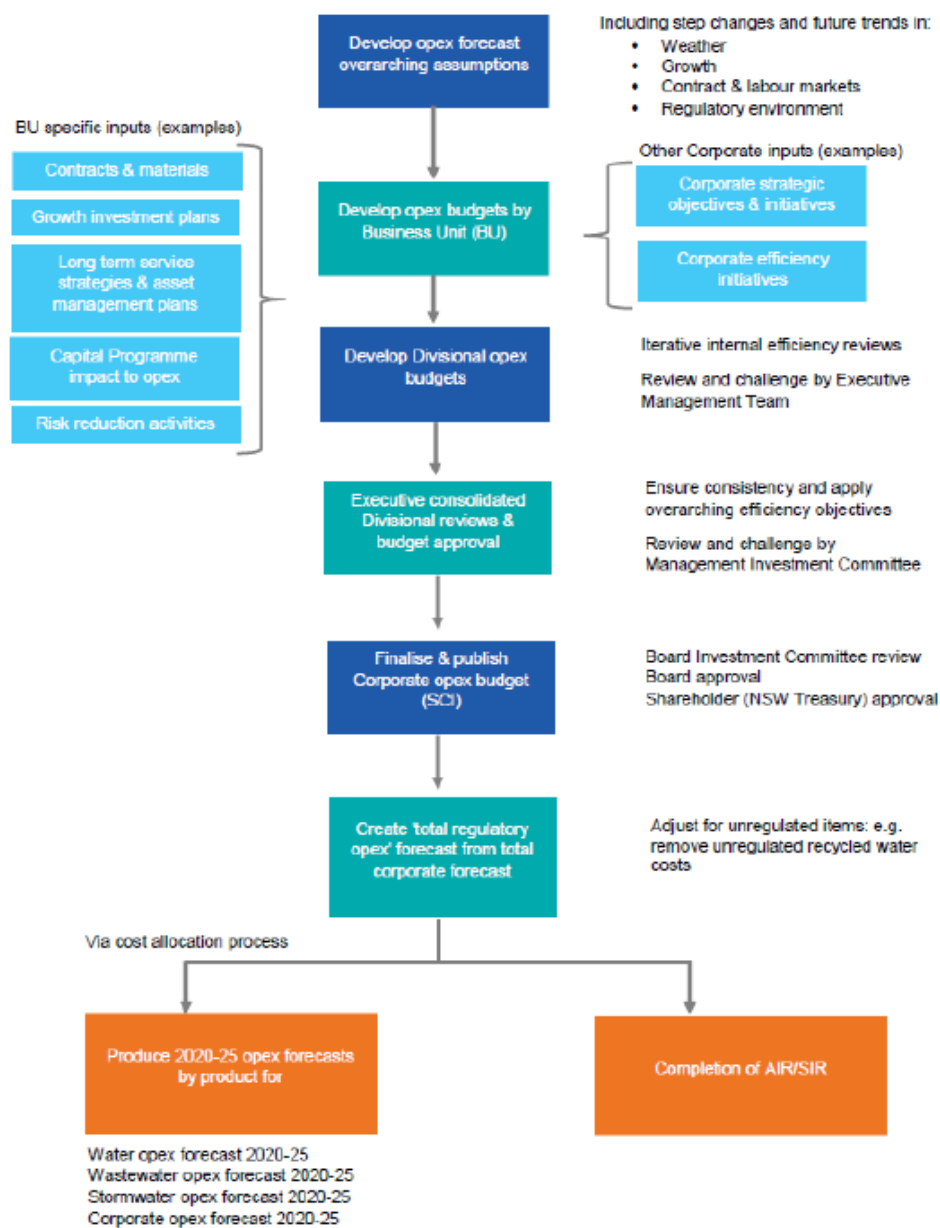 Develop opex forecast
overarching assumptions
Including step changes and future trends in:
• Weather
• Growth
• Contract & labour markets
• Regulatory environment
BU specific inputs (examples)
Contracts & materials
Growth investment plans
Long term service
strategies & asset
management plans
Capital Programme
impact to opex
Risk reduction activities
Develop opex budgets by
Business Unit (BU)
Other Corporate inputs (examples)
Corporate strategic
objectives & initiatives
Corporate efficiency
initiatives
Develop Divisional opex
budgets
Iterative internal efficiency reviews
Review and challenge by Executive
Management Team
Executive consolidated
Divisional reviews &
budget approval
Ensure consistency and apply
overarching efficiency objectives
Review and challenge by
Management Investment Committee
Finalise & publish
Corporate opex budget
(SCI)
Board Investment Committee review
Board approval
Shareholder (NSW Treasury) approval
Create 'total regulatory
opex' forecast from total
corporate forecast
Adjust for unregulated items: e.g.
remove unregulated recycled water
costs
Via cost allocation process
Produce 2020-25 opex forecasts
by product for
Completion of AIR/SIR
Water opex forecast 2020-25
Wastewater opex forecast 2020-25
Stormwater opex forecast 2020-25
Corporate opex forecast 2020-25